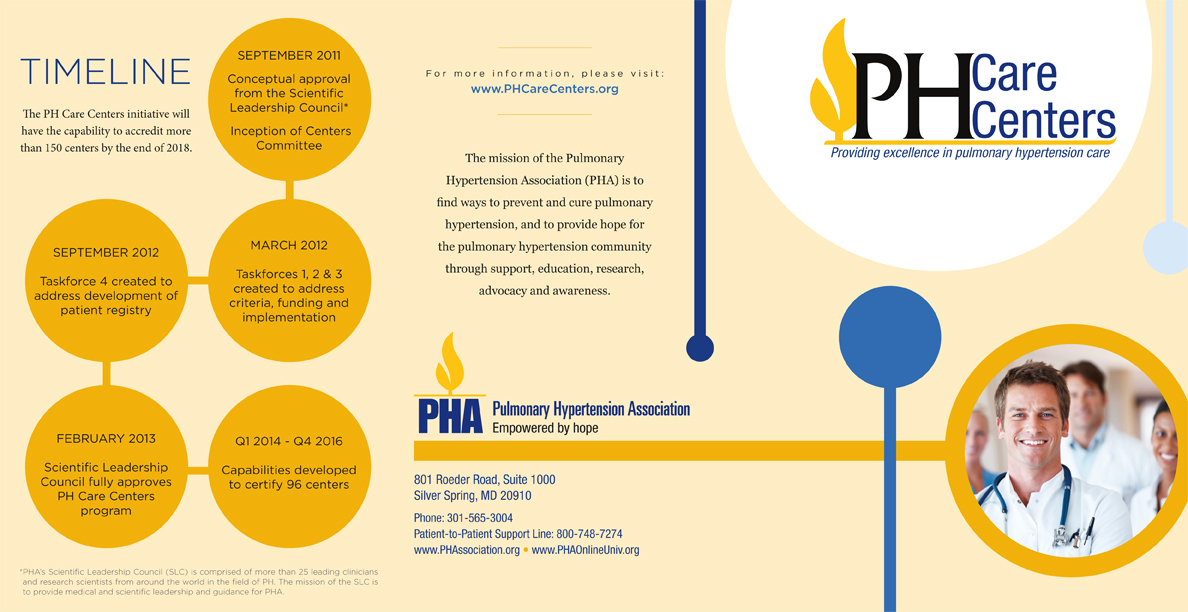 TIMELINE
The PH Care Centers initiative will
have the capability to accredit more
than 150 centers by the end of 2018.
SEPTEMBER 2011
Conceptual approval
from the Scientific
Leadership Council*
Inception of Centers
Committee
MARCH 2012
Taskforces 1, 2 & 3
created to address
criteria, funding and
implementation
SEPTEMBER 2012
Taskforce 4 created to
address development of
patient registry
FEBRUARY 2013
Scientific Leadership
Council fully approves
PH Care Centers
program
Q1 2014 - Q4 2016
Capabilities developed
to certify 96 centers
*PHA's Scientific Leadership Council (SLC) is comprised of more than 25 leading clinicians
and research scientists from around the world in the field of PH. The mission of the SLC is
to provide medical and scientific leadership and guidance for PHA.
For more information, please visit:
www.PHCareCenters.org
The mission of the Pulmonary
Hypertension Association (PHA) is to
find ways to prevent and cure pulmonary
hypertension, and to provide hope for
the pulmonary hypertension community
through support, education, research,
advocacy and awareness.
PHA Pulmonary Hypertension Association
Empowered by hope
801 Roeder Road, Suite 1000
Silver Spring, MD 20910
Phone: 301-565-3004
Patient-to-Patient Support Line: 800-748-7274
www.PHAssociation.org • www.PHAOnlineUniv.org
PH Care
Centers
Providing excellence in pulmonary hypertension care